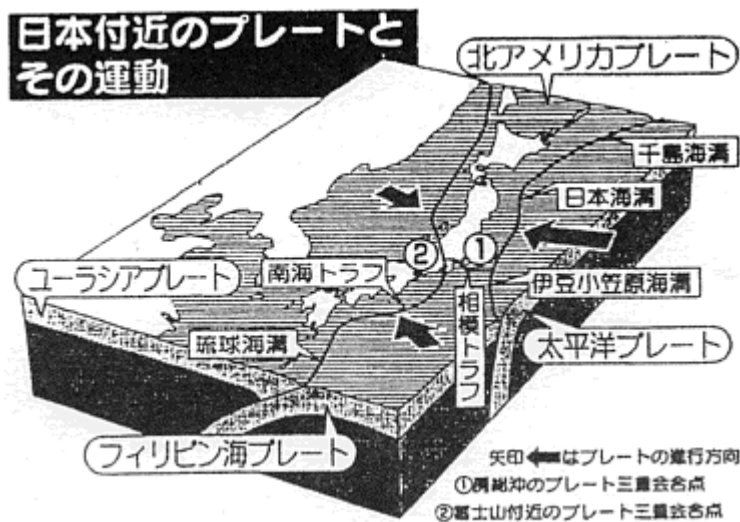 日本付近のプレートと
その運動
北アメリカプレート
千島海溝
日本海溝
②
①
ユーラシアプレート
南海トラフ
伊豆小笠原海溝
相模トラフ
琉球海溝
太平洋プレート
フィリピン海プレート
矢印⬅はプレートの進行方向
①房総沖のプレート三重会合点
②富士山付近のプレート三重会合点